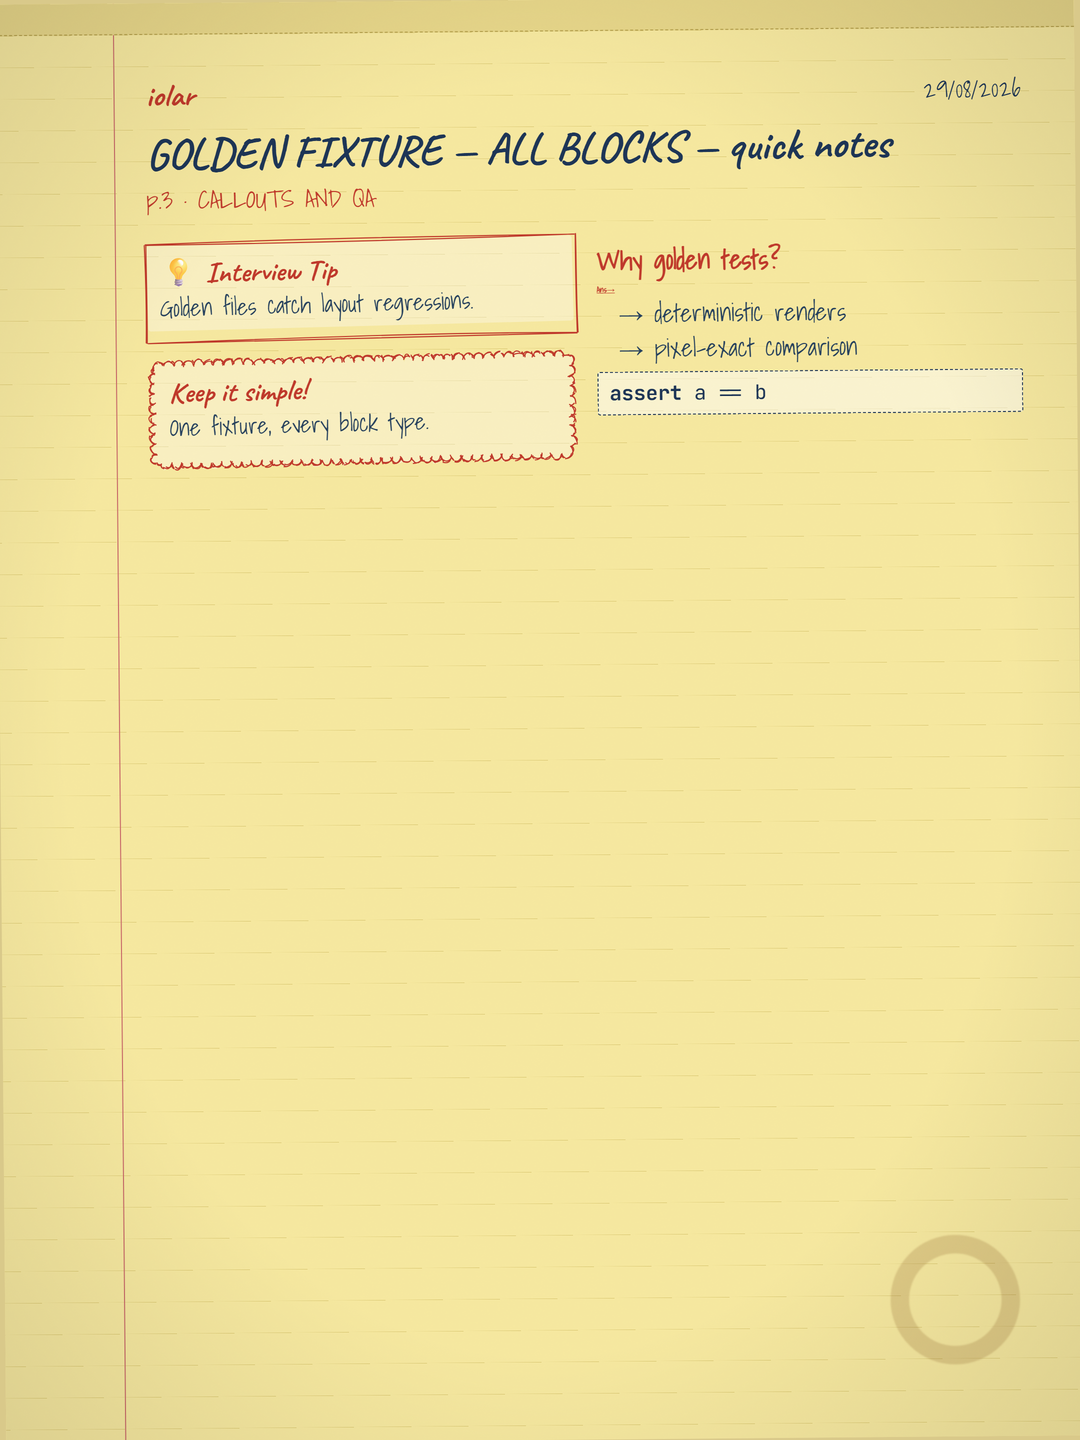 iolar
29/08/2026
GOLDEN FIXTURE – ALL BLOCKS – quick notes
p.3 · CALLOUTS AND QA
Interview Tip
Golden files catch layout regressions.
Keep it simple!
One fixture, every block type.
Why golden tests?
Ans→
→ deterministic renders
→ pixel-exact comparison
assert a == b